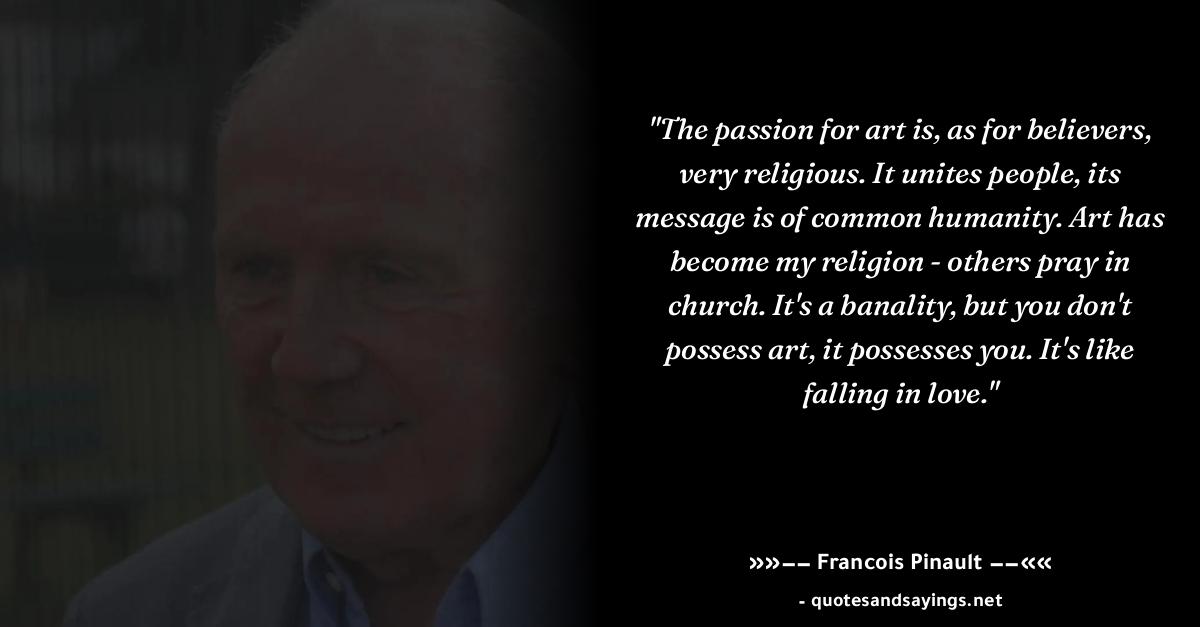 "The passion for art is, as for believers,
very religious. It unites people, its
message is of common humanity. Art has
become my religion - others pray in
church. It's a banality, but you don't
possess art, it possesses you. It's like
falling in love."
»»−− Francois Pinault −−««
- quotesandsayings.net